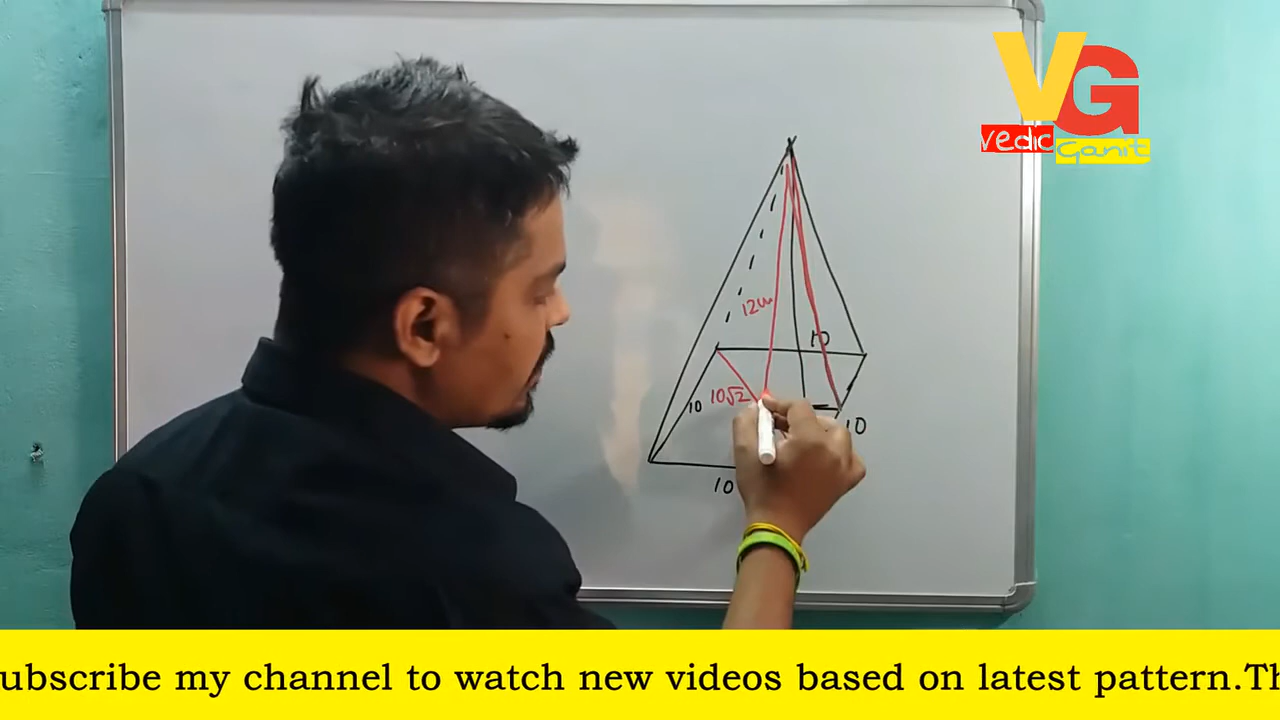 VG
vedic
Ganit
12cm
10
10√2
10
10
10
ubscribe my channel to watch new videos based on latest pattern.Th